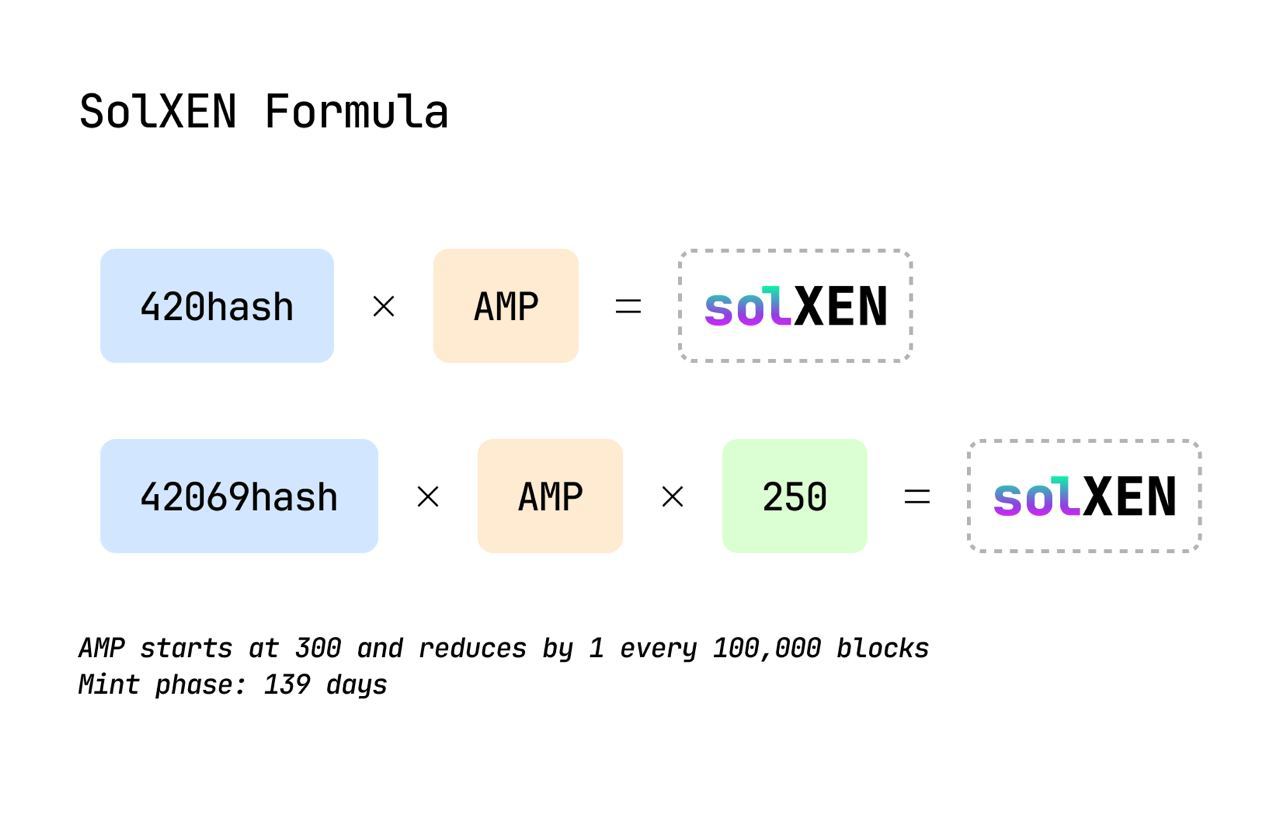 SolXEN Formula
420hash × AMP = solXEN
42069hash × AMP × 250 = solXEN
AMP starts at 300 and reduces by 1 every 100,000 blocks
Mint phase: 139 days